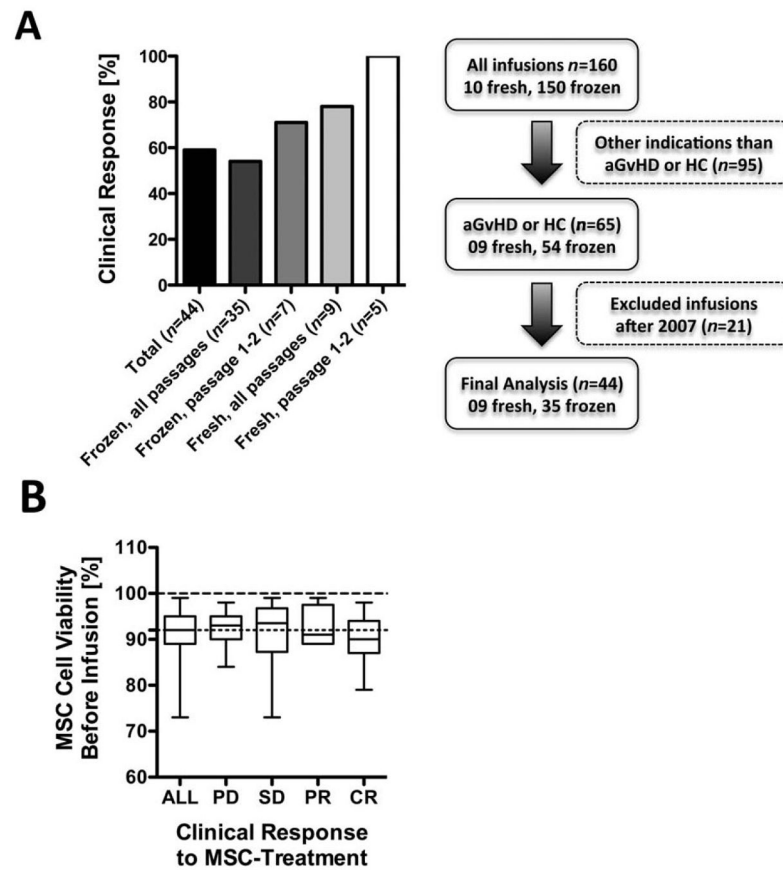 A
Clinical Response [%]
100
80
60
40
20
0
Total (n=44)
Frozen, all passages (n=35)
Frozen, passage 1-2 (n=7)
Fresh, all passages (n=9)
Fresh, passage 1-2 (n=5)
All infusions n=160
10 fresh, 150 frozen
Other indications than
aGvHD or HC (n=95)
aGvHD or HC (n=65)
09 fresh, 54 frozen
Excluded infusions
after 2007 (n=21)
Final Analysis (n=44)
09 fresh, 35 frozen
B
MSC Cell Viability
Before Infusion [%]
110
100
90
80
70
60
ALL PD SD PR CR
Clinical Response
to MSC-Treatment